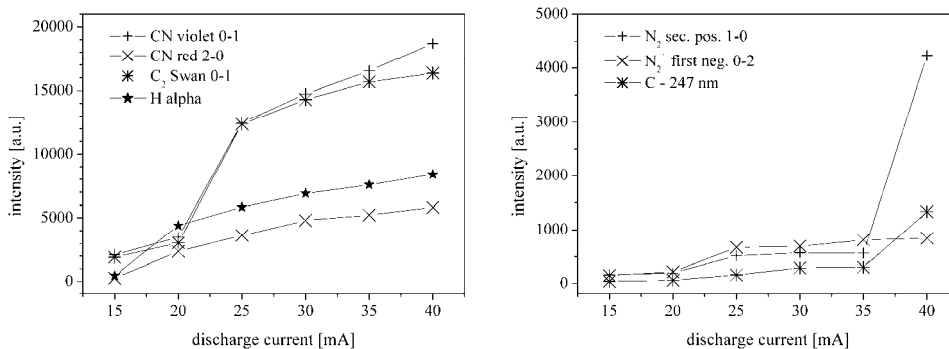 20000
15000
10000
5000
0
intensity [a.u.]
CN violet 0-1
CN red 2-0
C₂ Swan 0-1
H alpha
15 20 25 30 35 40
discharge current [mA]
5000
4000
3000
2000
1000
0
intensity [a.u.]
N₂ sec. pos. 1-0
N₂⁻ first neg. 0-2
C - 247 nm
15 20 25 30 35 40
discharge current [mA]